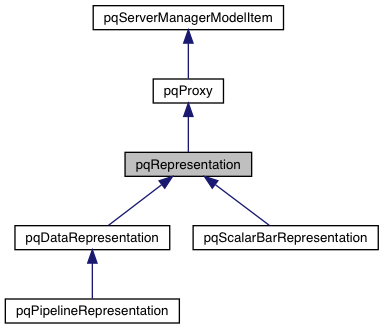 pqServerManagerModelItem
pqProxy
pqRepresentation
pqDataRepresentation
pqScalarBarRepresentation
pqPipelineRepresentation